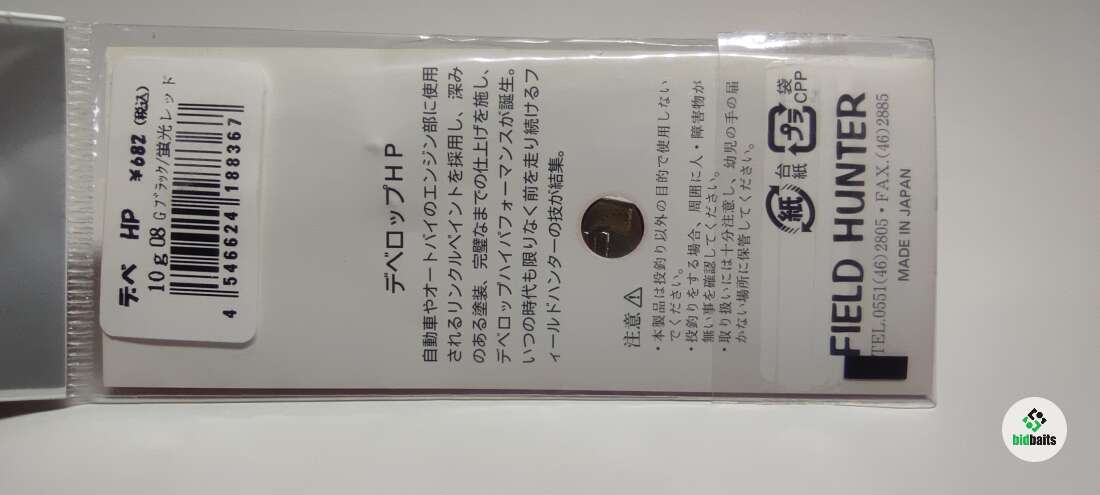 デベ HP ¥682 (税込)
10g 08 Gブラック/蛍光レッド
4 546624 188367
デベロップHP
自動車やオートバイのエンジン部に使用
されるリンクルペイントを採用し、深み
のある塗装、完璧なまでの仕上げを施し、
デベロップハイパフォーマンスが誕生。
いつの時代も限りなく前を走り続けるフ
ィールドハンターの技が結集。
注意⚠
・本製品は投釣り以外の目的で使用しない
でください。
・投釣りをする場合、周囲に人・障害物が
無い事を確認してください。
・取り扱いには十分注意し、幼児の手の届
かない場所に保管してください。
紙 台紙 プラ 袋 CPP
FIELD HUNTER
TEL.0551(46)2805・FAX.(46)2885
MADE IN JAPAN
bidbaits